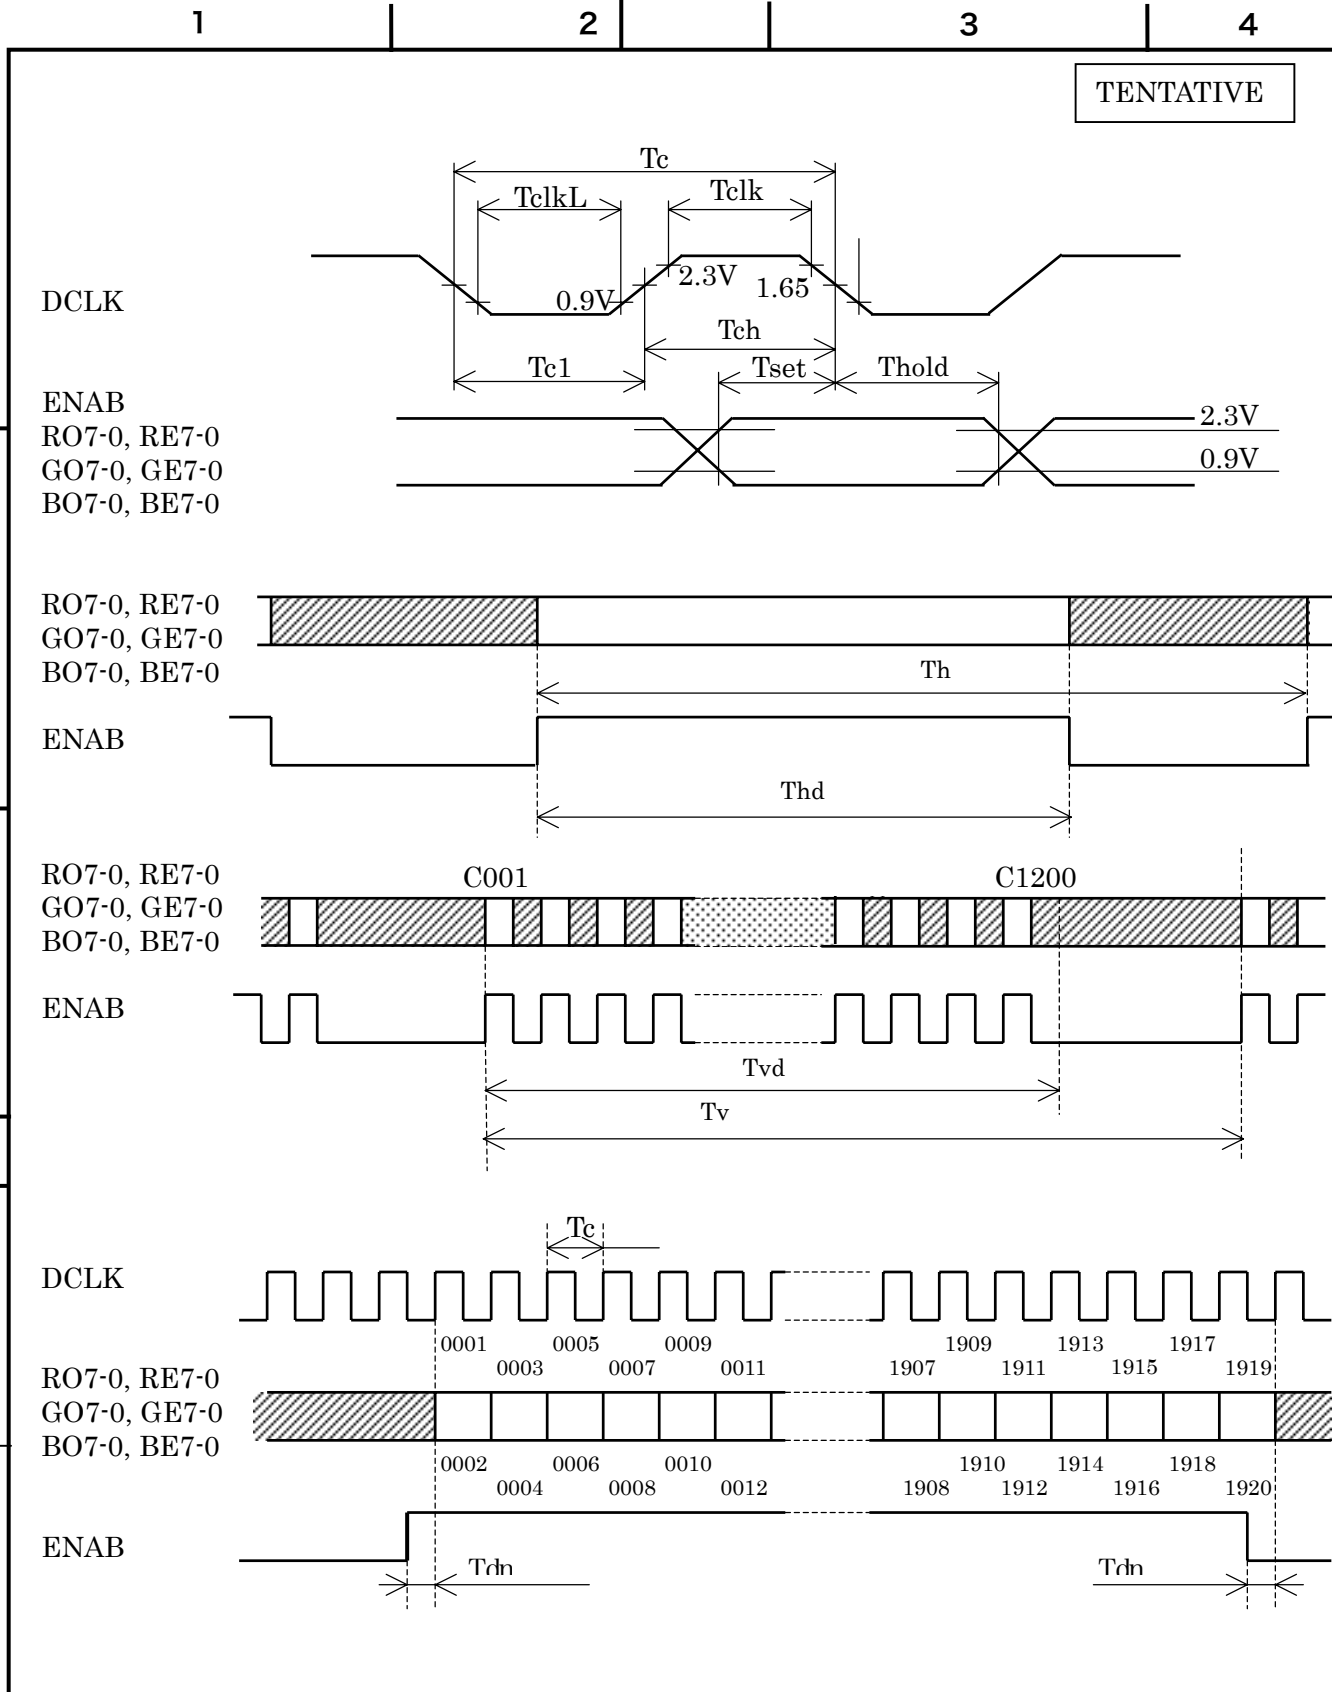 1 2 3 4
TENTATIVE
Tc
TclkL Tclk
DCLK 0.9V 2.3V 1.65
Tch
Tc1 Tset Thold
ENAB
RO7-0, RE7-0 2.3V
GO7-0, GE7-0 0.9V
BO7-0, BE7-0
RO7-0, RE7-0
GO7-0, GE7-0
BO7-0, BE7-0 Th
ENAB
Thd
RO7-0, RE7-0 C001 C1200
GO7-0, GE7-0
BO7-0, BE7-0
ENAB
Tvd
Tv
Tc
DCLK
0001 0005 0009 1909 1913 1917
0003 0007 0011 1907 1911 1915 1919
RO7-0, RE7-0
GO7-0, GE7-0
BO7-0, BE7-0
0002 0006 0010 1910 1914 1918
0004 0008 0012 1908 1912 1916 1920
ENAB
Tdn Tdn